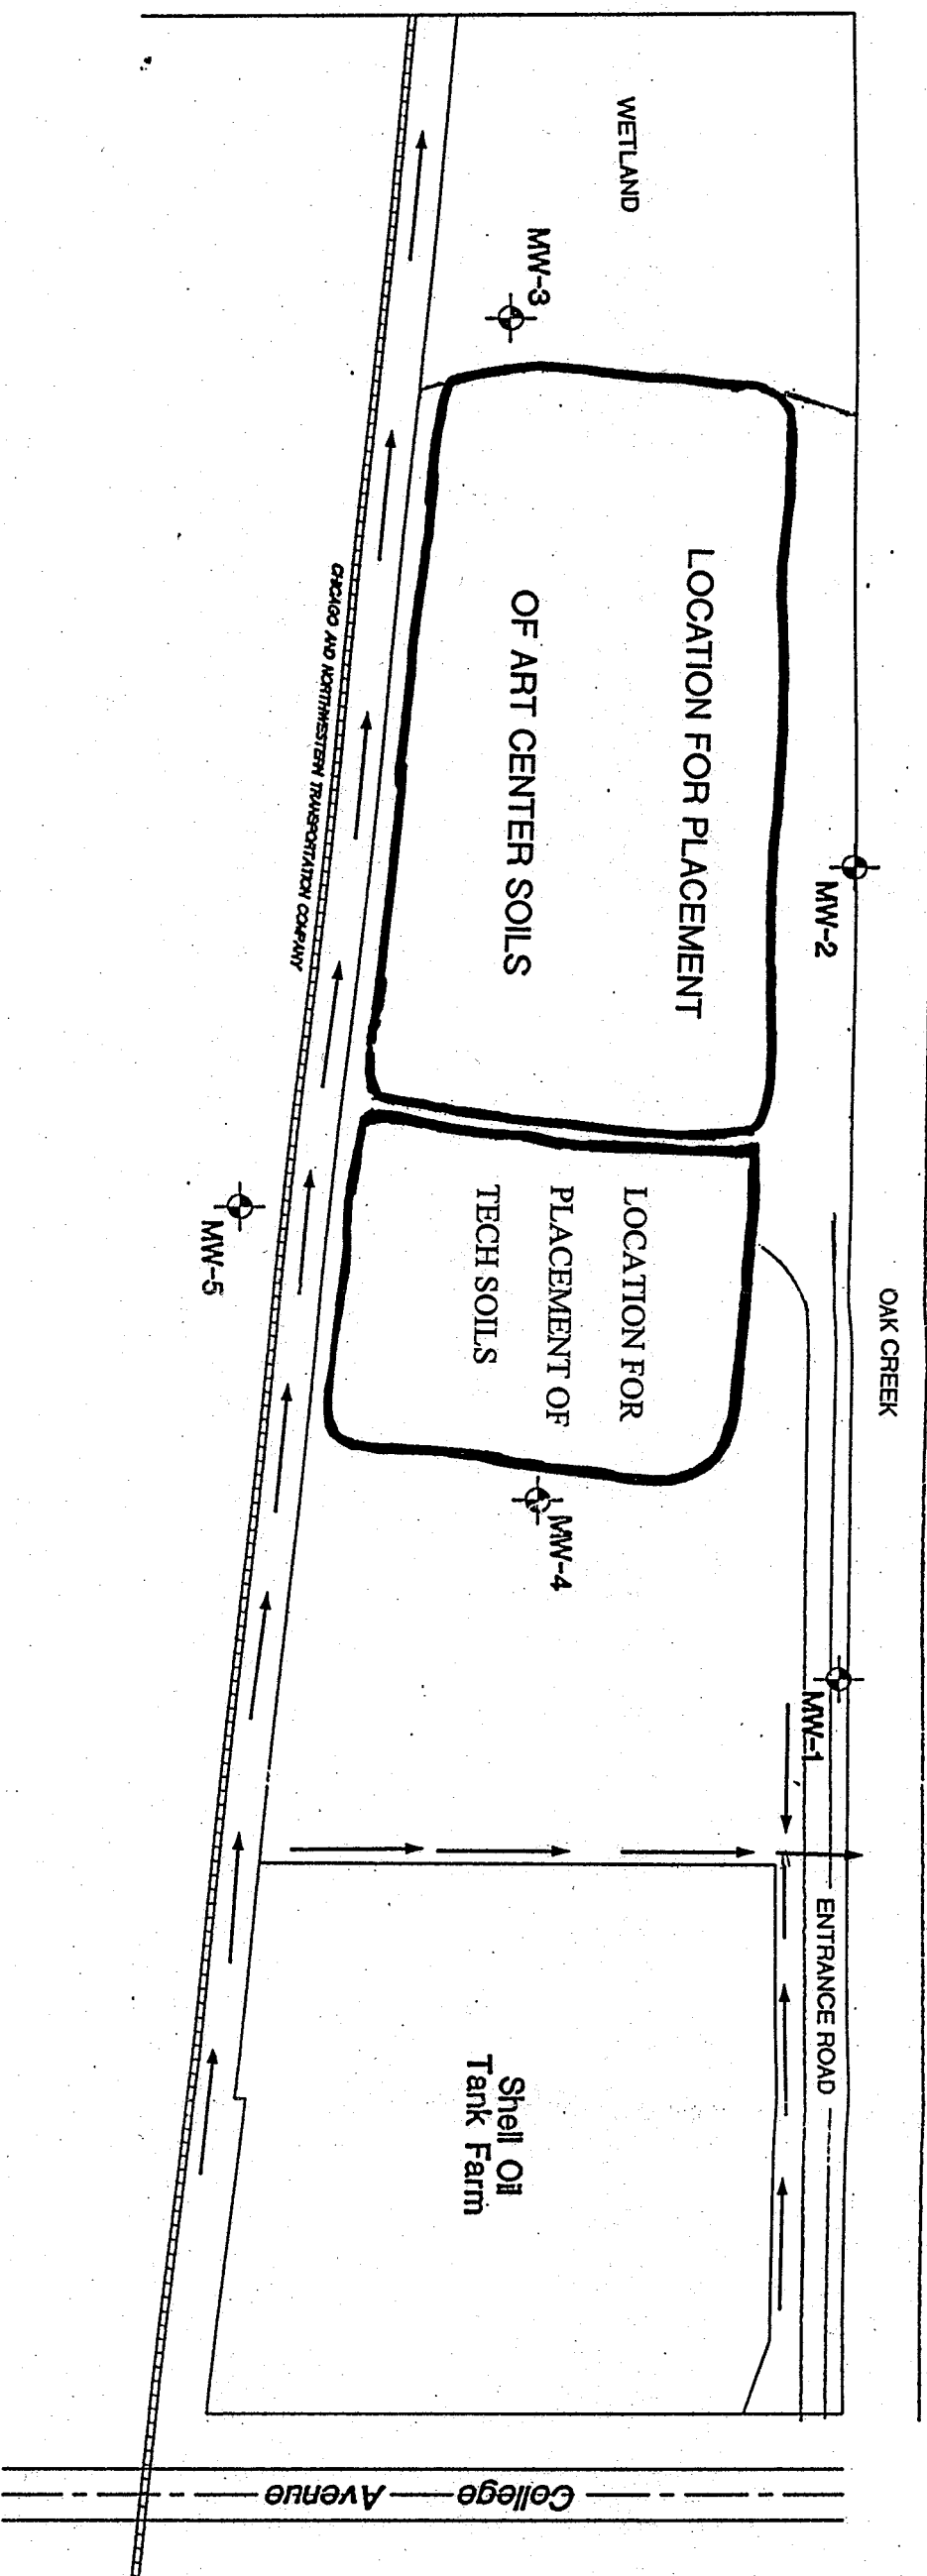 OAK CREEK
WETLAND
MW-3
MW-2
MW-1
ENTRANCE ROAD
LOCATION FOR PLACEMENT
OF ART CENTER SOILS
LOCATION FOR
PLACEMENT OF
TECH SOILS
MW-4
Shell Oil
Tank Farm
MW-5
CHICAGO AND NORTHWESTERN TRANSPORTATION COMPANY
College Avenue